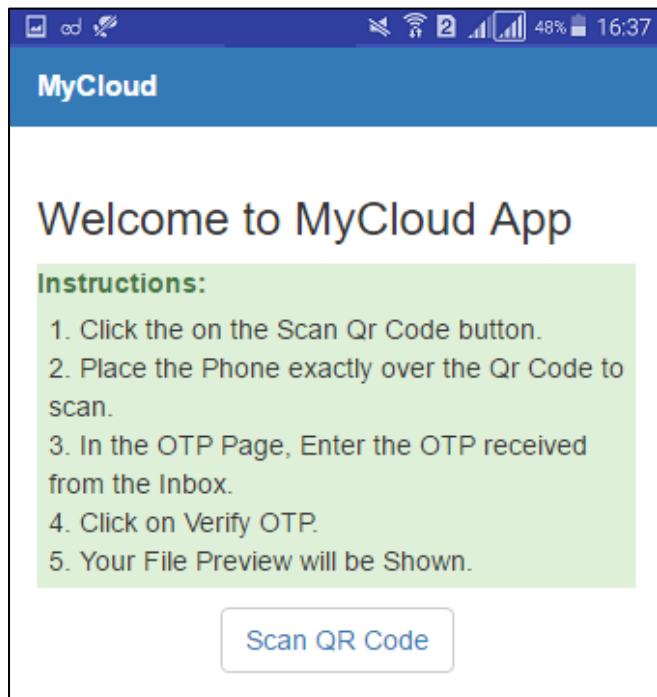 2 48% 16:37
MyCloud
Welcome to MyCloud App
Instructions:
1. Click the on the Scan Qr Code button.
2. Place the Phone exactly over the Qr Code to
scan.
3. In the OTP Page, Enter the OTP received
from the Inbox.
4. Click on Verify OTP.
5. Your File Preview will be Shown.
Scan QR Code